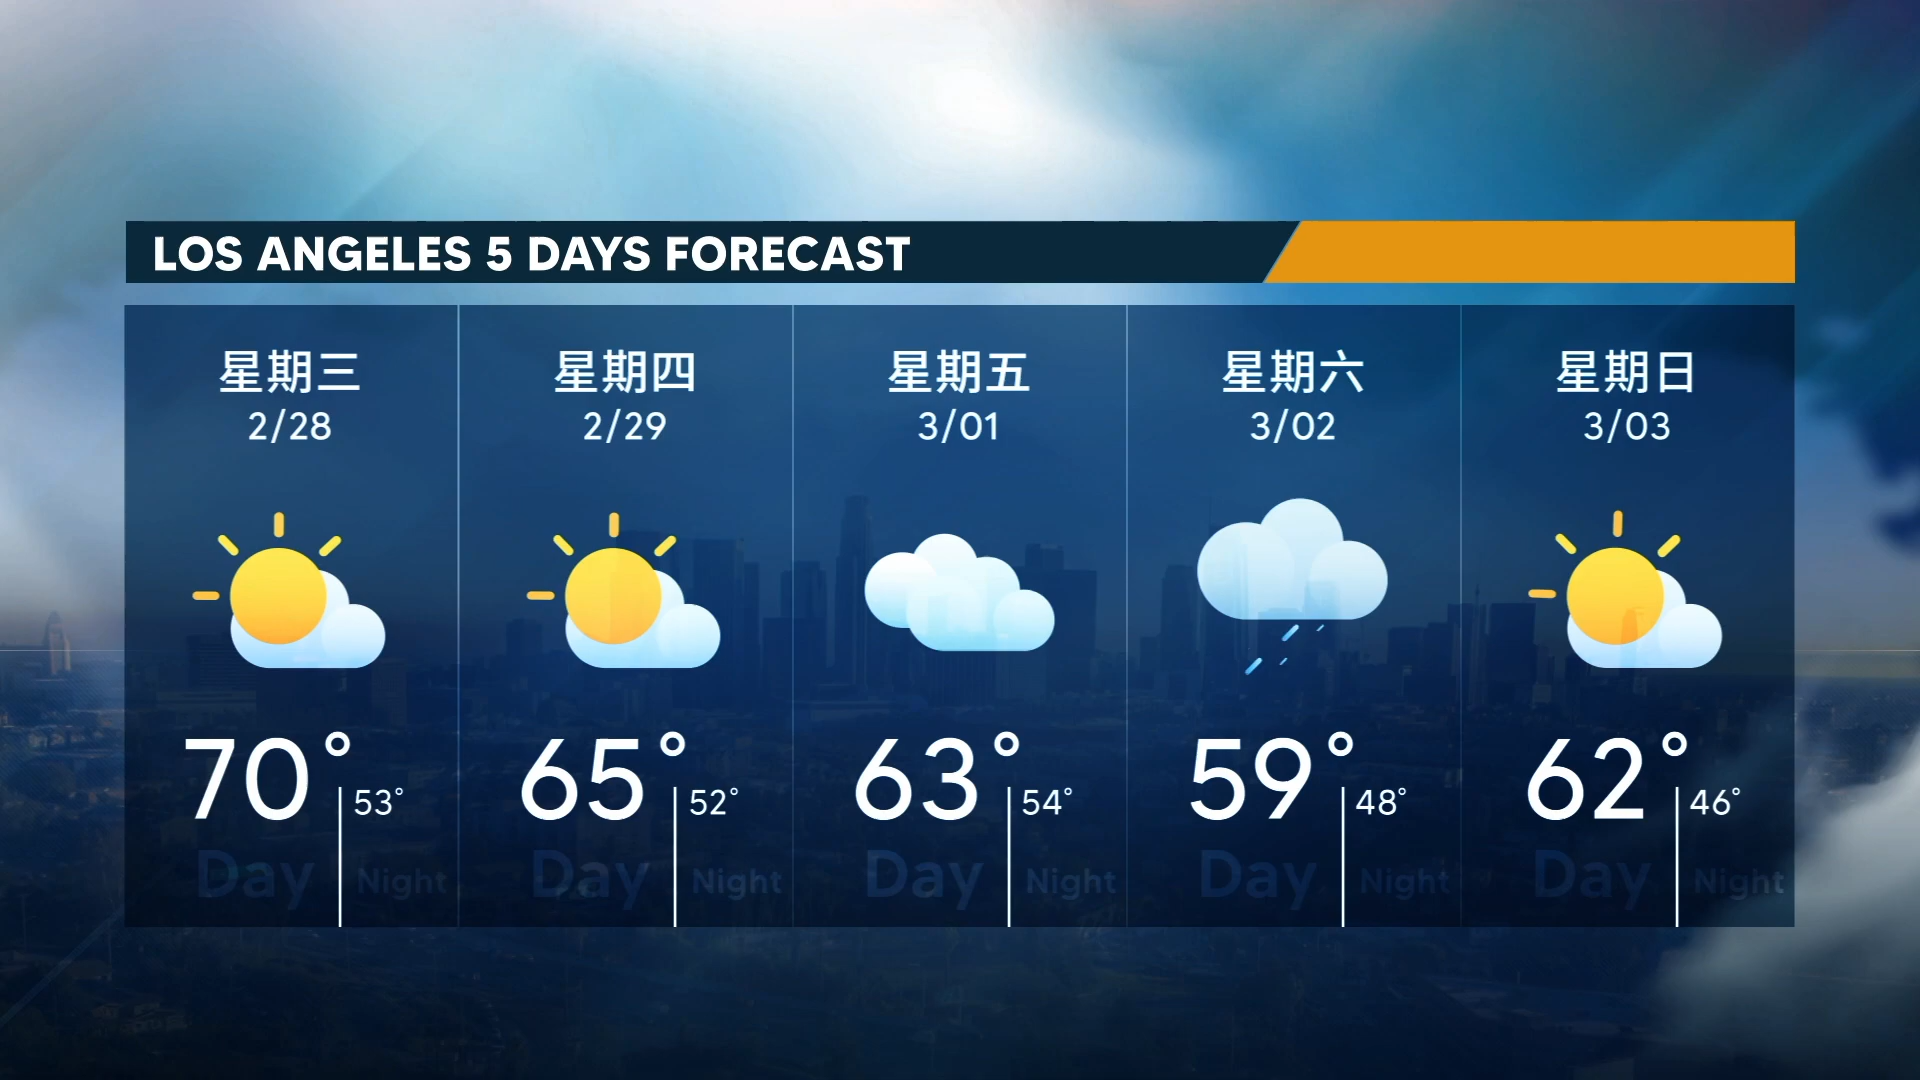 LOS ANGELES 5 DAYS FORECAST
星期三
2/28
70°
53°
Day
Night
星期四
2/29
65°
52°
Day
Night
星期五
3/01
63°
54°
Day
Night
星期六
3/02
59°
48°
Day
Night
星期日
3/03
62°
46°
Day
Night